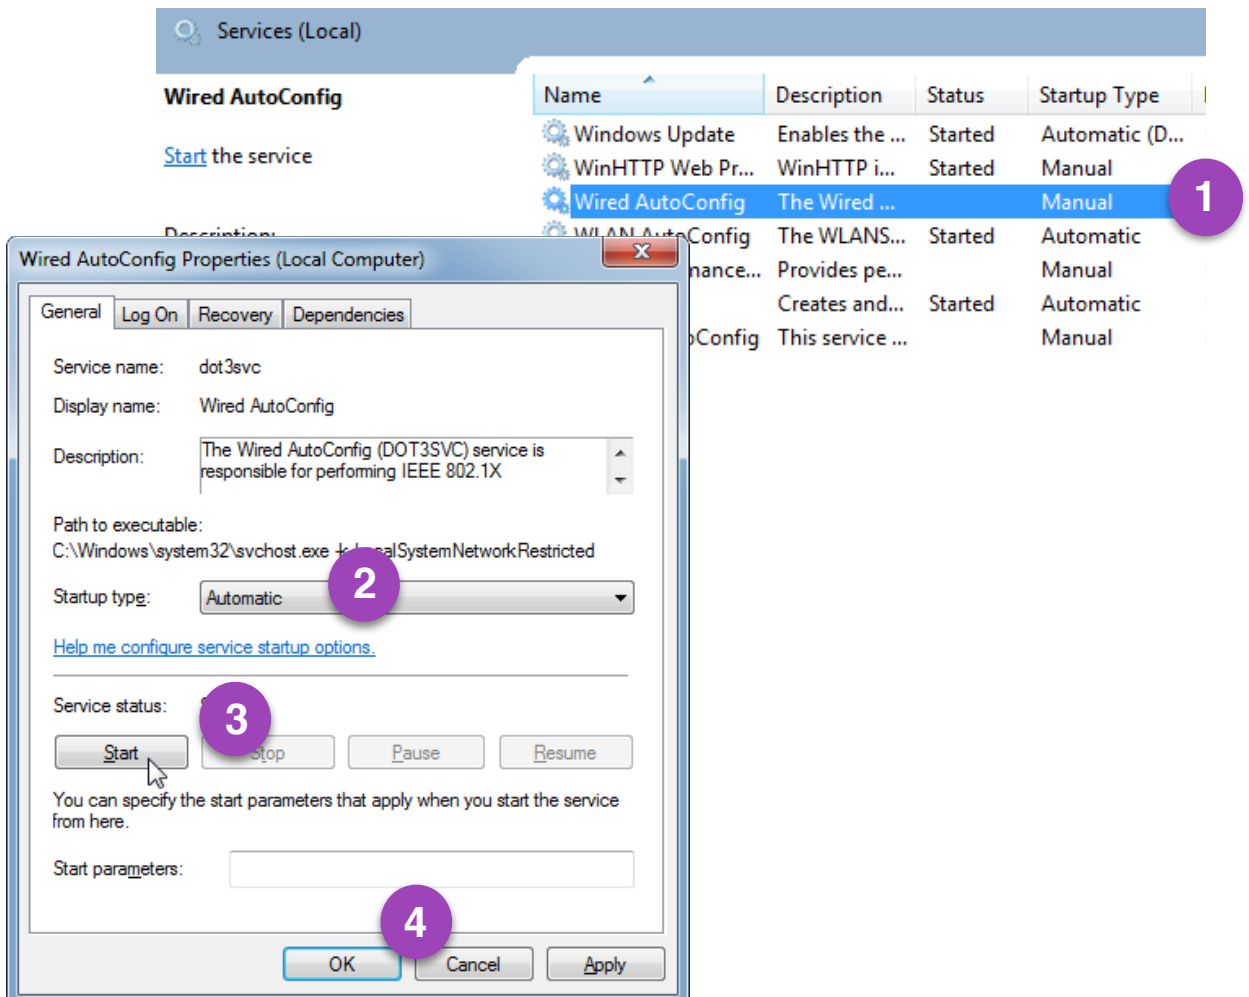 Services (Local)
Wired AutoConfig
Start the service
Name Description Status Startup Type
Windows Update Enables the ... Started Automatic (D...
WinHTTP Web Pr... WinHTTP i... Started Manual
Wired AutoConfig The Wired ... Manual
1
Description:
WLAN AutoConfig The WLANS... Started Automatic
mance... Provides pe... Manual
Creates and... Started Automatic
oConfig This service ... Manual
Wired AutoConfig Properties (Local Computer)
General Log On Recovery Dependencies
Service name: dot3svc
Display name: Wired AutoConfig
Description: The Wired AutoConfig (DOT3SVC) service is
responsible for performing IEEE 802.1X
Path to executable:
C:\Windows\system32\svchost.exe -k LocalSystemNetworkRestricted
2
Startup type: Automatic
Help me configure service startup options.
Service status:
3
Start Stop Pause Resume
You can specify the start parameters that apply when you start the service
from here.
Start parameters:
4
OK Cancel Apply